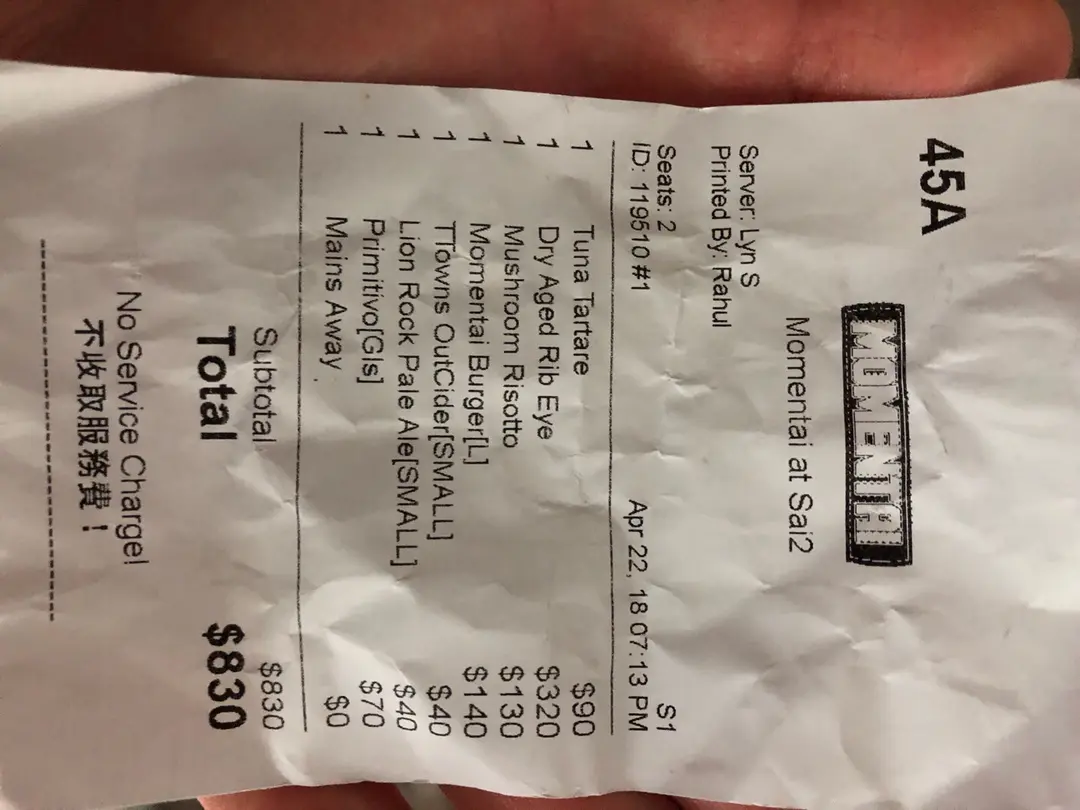 45A
MOMENTAI
Momentai at Sai2
Server: Lyn S
Printed By: Rahul
Seats: 2 S1
ID: 119510 #1 Apr 22, 18 07:13 PM
1 Tuna Tartare $90
1 Dry Aged Rib Eye $320
1 Mushroom Risotto $130
1 Momentai Burger[L] $140
1 TTowns OutCider[SMALL] $40
1 Lion Rock Pale Ale[SMALL] $40
1 Primitivo[Gls] $70
1 Mains Away $0
Subtotal $830
Total $830
No Service Charge!
不收取服務費！